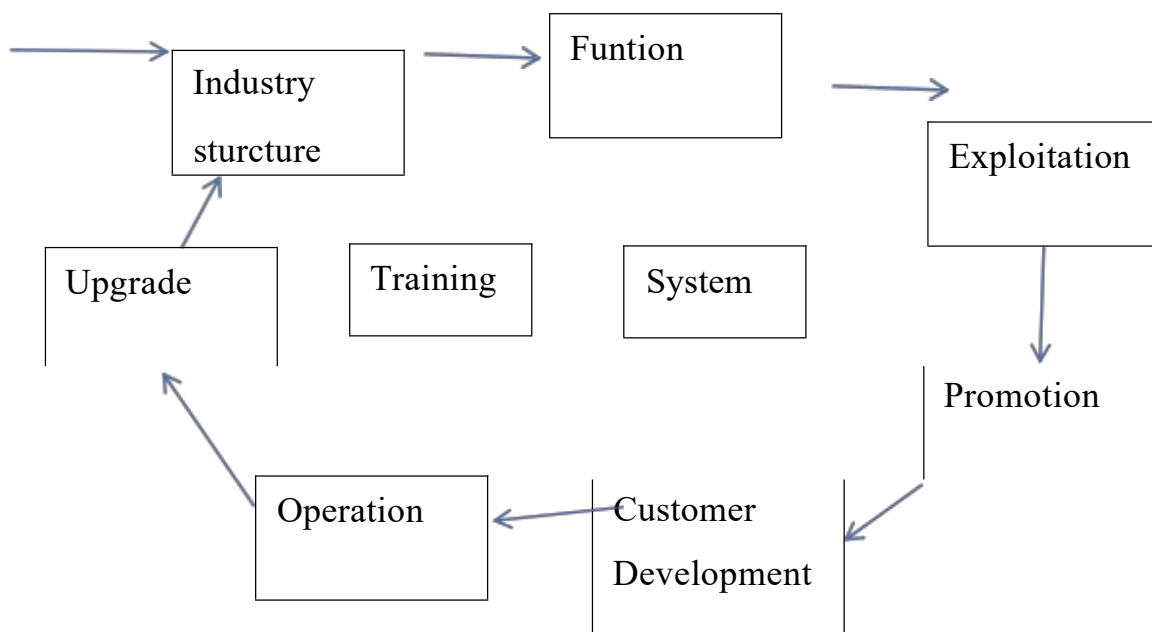 Industry
sturcture
Funtion
Exploitation
Upgrade
Training
System
Promotion
Operation
Customer
Development